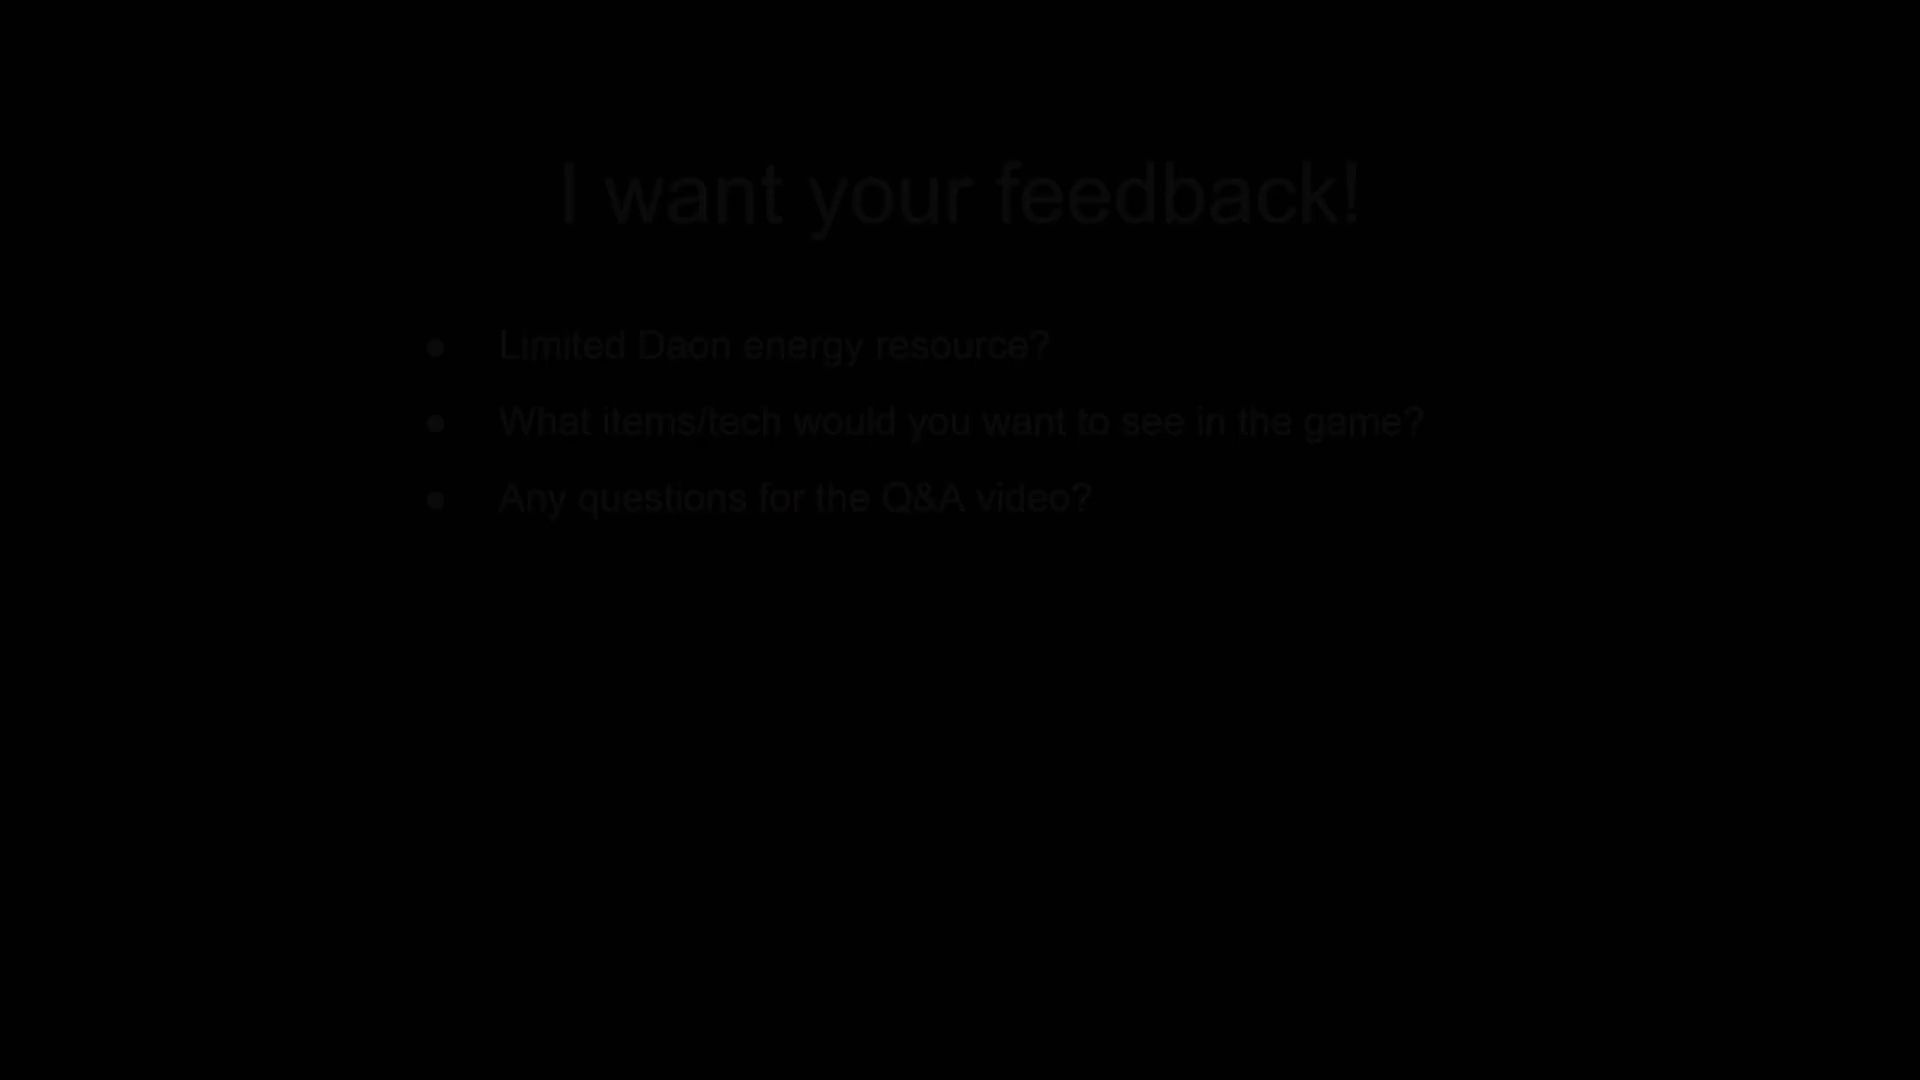 I want your feedback!
● Limited Daon energy resource?
● What items/tech would you want to see in the game?
● Any questions for the Q&A video?